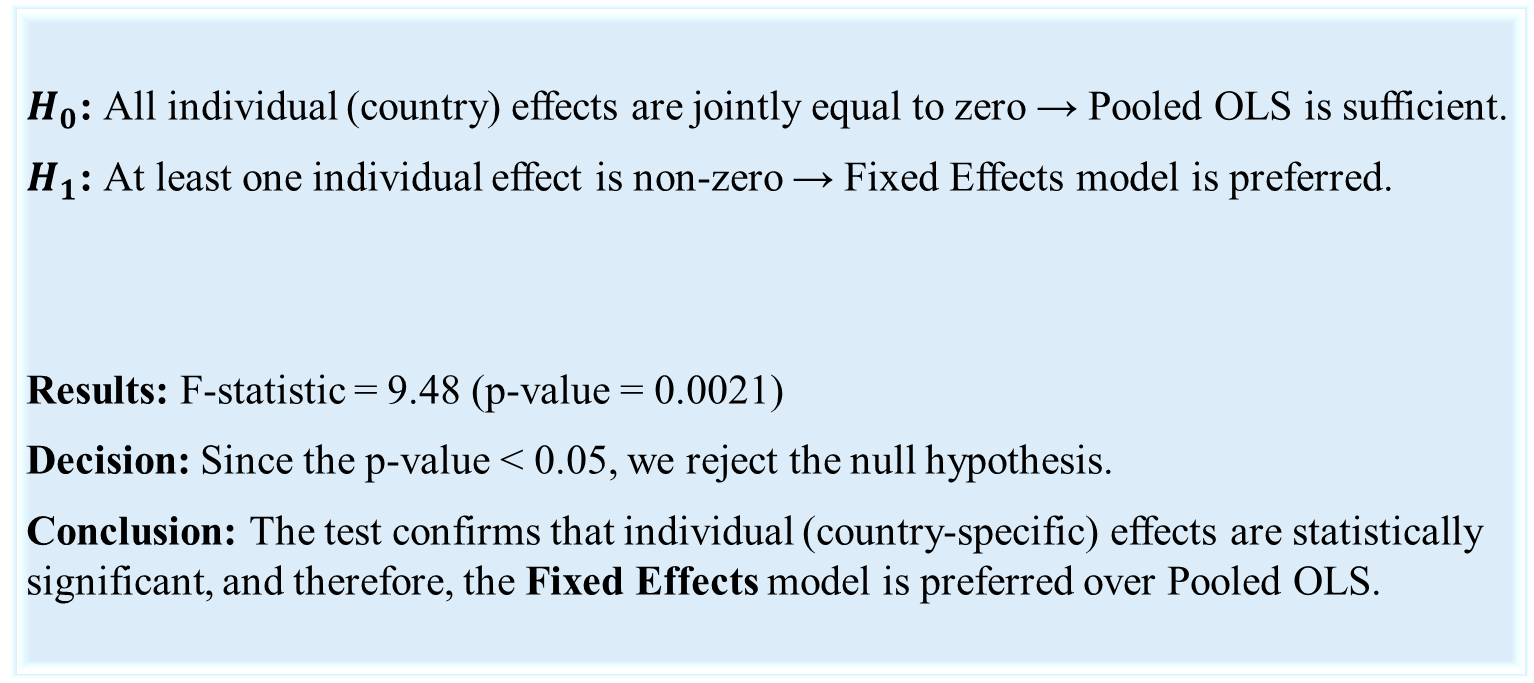 H₀: All individual (country) effects are jointly equal to zero → Pooled OLS is sufficient.
H₁: At least one individual effect is non-zero → Fixed Effects model is preferred.
Results: F-statistic = 9.48 (p-value = 0.0021)
Decision: Since the p-value < 0.05, we reject the null hypothesis.
Conclusion: The test confirms that individual (country-specific) effects are statistically
significant, and therefore, the Fixed Effects model is preferred over Pooled OLS.